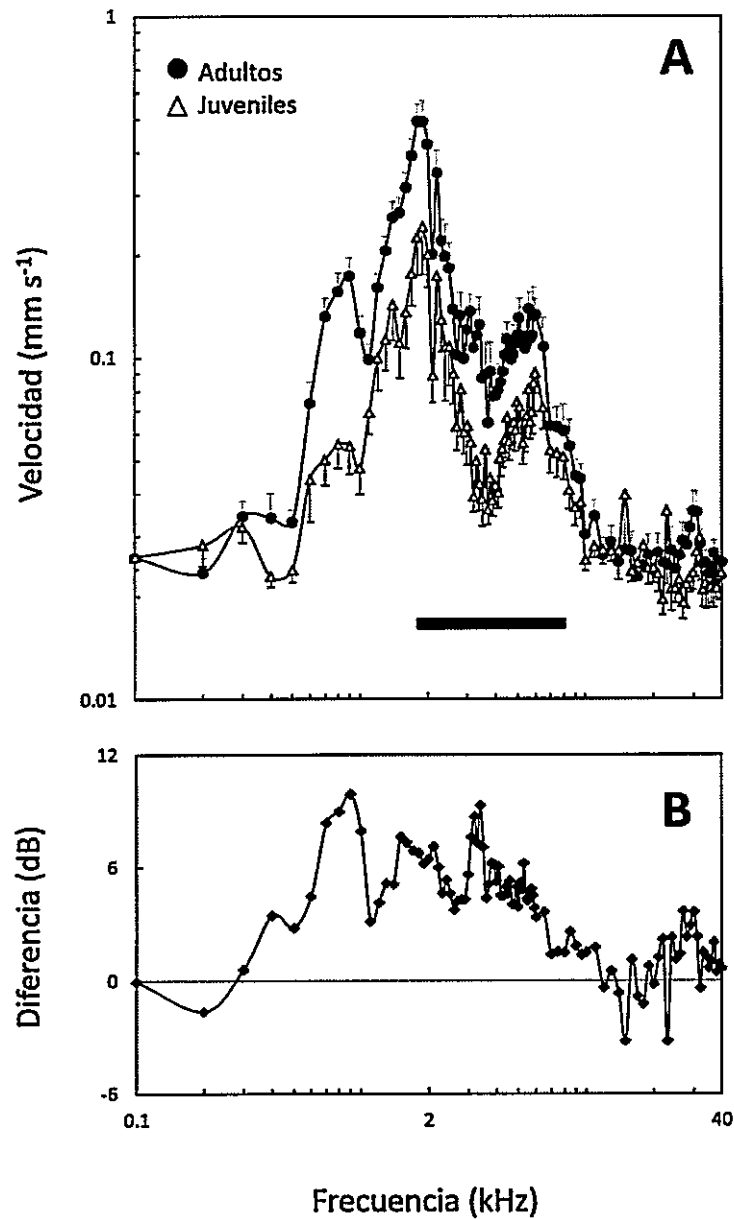 1
A
Adultos
Juveniles
Velocidad (mm s-1)
0.1
0.01
12
B
6
Diferencia (dB)
0
-6
0.1 2 40
Frecuencia (kHz)